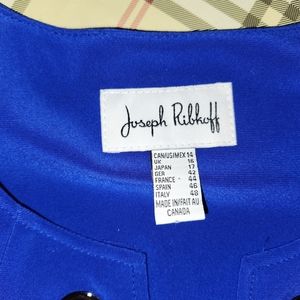 Joseph Ribkoff
CAN/US/MEX 14
UK 16
JAPAN 17
GER 42
FRANCE 44
SPAIN 46
ITALY 48
MADE IN/FAIT AU
CANADA